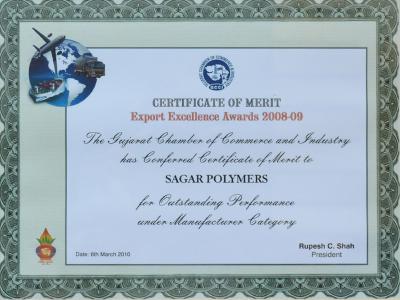 GCCI
CERTIFICATE OF MERIT
Export Excellence Awards 2008-09
The Gujarat Chamber of Commerce and Industry
has Conferred Certificate of Merit to
SAGAR POLYMERS
for Outstanding Performance
under Manufacturer Category
Rupesh C. Shah
President
Date: 6th March 2010